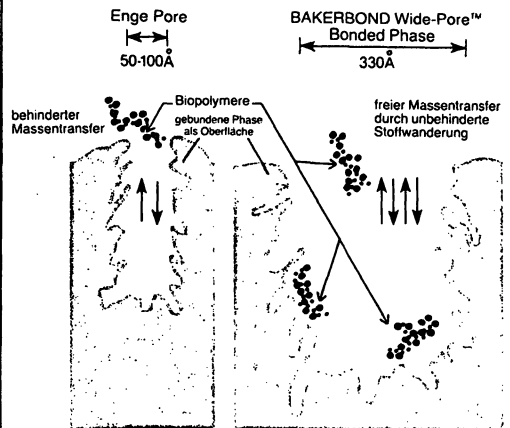 Enge Pore
50-100Å
BAKERBOND Wide-Pore™
Bonded Phase
330Å
behinderter
Massentransfer
Biopolymere
gebundene Phase
als Oberfläche
freier Massentransfer
durch unbehinderte
Stoffwanderung